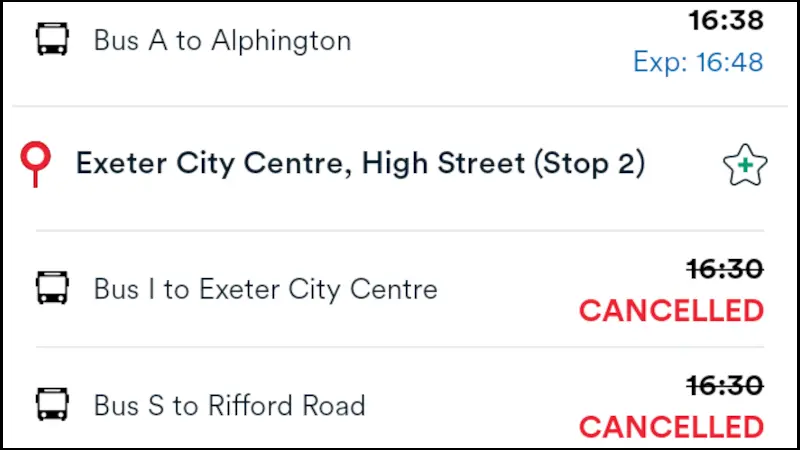 Bus A to Alphington
16:38
Exp: 16:48
Exeter City Centre, High Street (Stop 2)
Bus I to Exeter City Centre
16:30
CANCELLED
Bus S to Rifford Road
16:30
CANCELLED